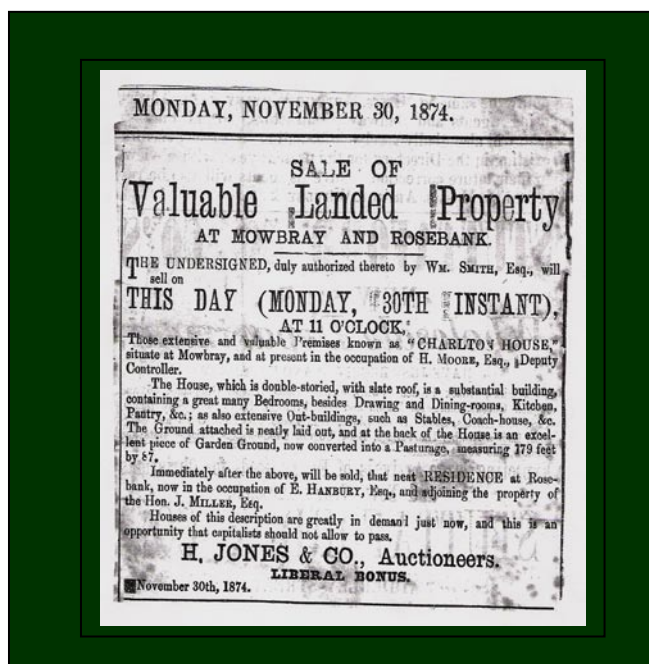 MONDAY, NOVEMBER 30, 1874.
SALE OF
Valuable Landed Property
AT MOWBRAY AND ROSEBANK.
THE UNDERSIGNED, duly authorized thereto by WM. SMITH, Esq., will
sell on
THIS DAY (MONDAY, 30TH INSTANT),
AT 11 O'CLOCK,
Those extensive and valuable Premises known as "CHARLTON HOUSE,"
situate at Mowbray, and at present in the occupation of H. MOORE, Esq., Deputy
Controller.
The House, which is double-storied, with slate roof, is a substantial building,
containing a great many Bedrooms, besides Drawing and Dining-rooms, Kitchen,
Pantry, &c.; as also extensive Out-buildings, such as Stables, Coach-house, &c.
The Ground attached is neatly laid out, and at the back of the House is an excel-
lent piece of Garden Ground, now converted into a Pasturage, measuring 179 feet
by 87.
Immediately after the above, will be sold, that neat RESIDENCE at Rose-
bank, now in the occupation of E. HANBURY, Esq., and adjoining the property of
the Hon. J. MILLER, Esq.
Houses of this description are greatly in demand just now, and this is an
opportunity that capitalists should not allow to pass.
H. JONES & CO., Auctioneers.
LIBERAL BONUS.
November 30th, 1874.